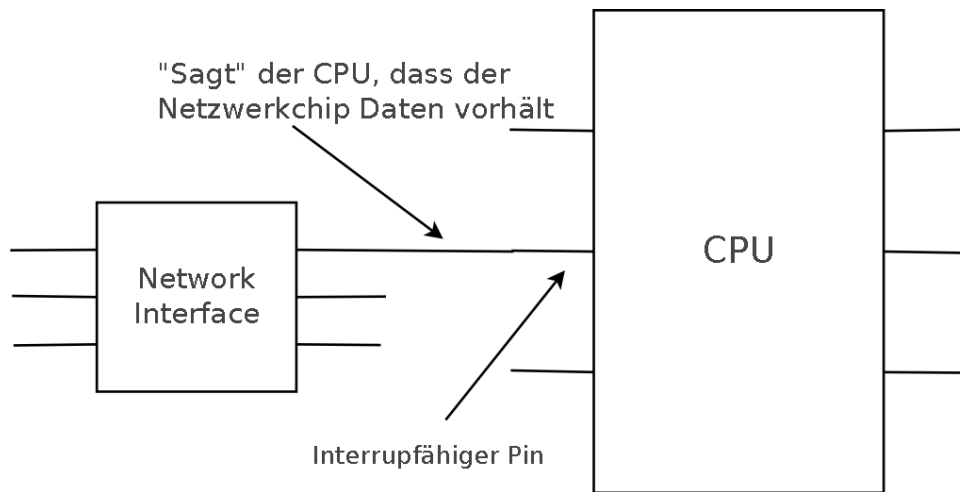 "Sagt" der CPU, dass der
Netzwerkchip Daten vorhält
CPU
Network
Interface
Interrupfähiger Pin